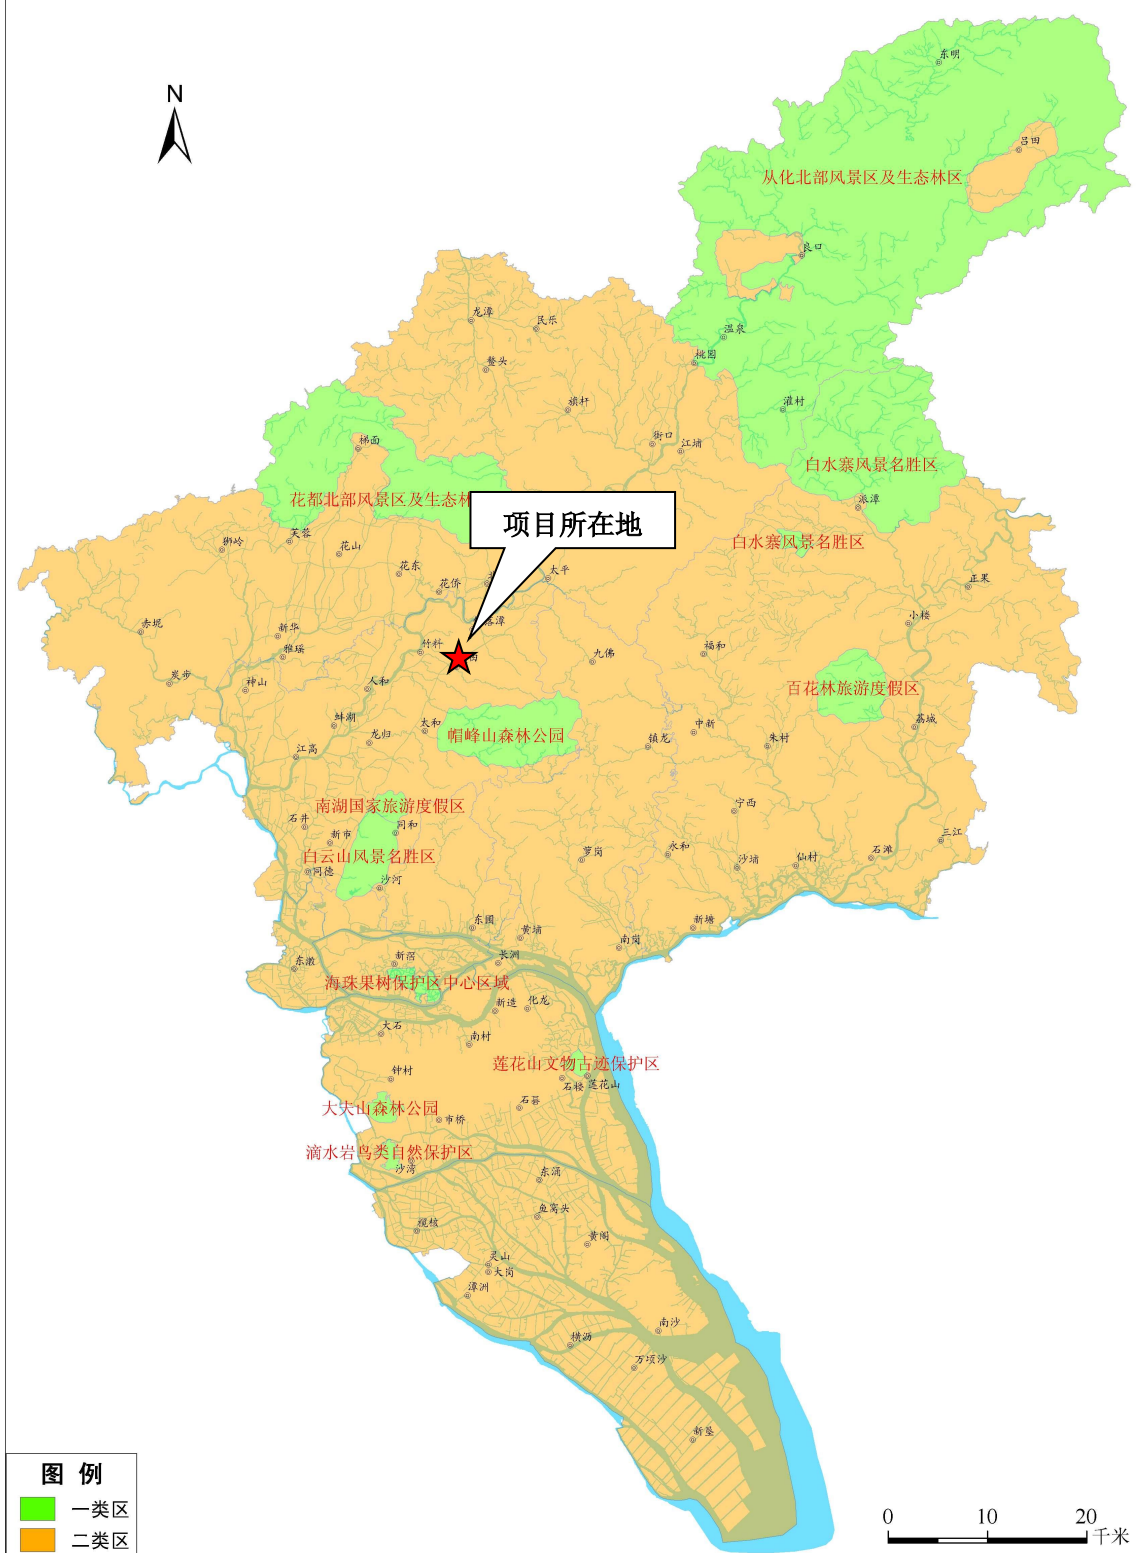 N
东明
吕田
从化北部风景区及生态林区
良口
龙潭
民乐
温泉
桃园
鳌头
旗杆
灌村
街口
江埔
梯面
白水寨风景名胜区
派潭
花都北部风景区及生态林
项目所在地
芙蓉
狮岭
花山
白水寨风景名胜区
花东
太平
花侨
正果
小楼
赤坭
新华
落潭
雅瑶
竹料
福和
九佛
炭步
神山
人和
百花林旅游度假区
蚌湖
太和
中新
荔城
龙归
帽峰山森林公园
镇龙
朱村
江高
南湖国家旅游度假区
宁西
石井
同和
新市
三江
白云山风景名胜区
萝岗
永和
沙埔
仙村
石滩
同德
沙河
东圃
黄埔
新塘
南岗
东漖
新滘
长洲
海珠果树保护区中心区域
新造
化龙
大石
南村
莲花山文物古迹保护区
钟村
石楼
莲花山
大夫山森林公园
石碁
市桥
滴水岩鸟类自然保护区
沙湾
东涌
鱼窝头
榄核
黄阁
灵山
大岗
潭洲
南沙
横沥
万顷沙
新垦
图 例
一类区
二类区
0 10 20
千米